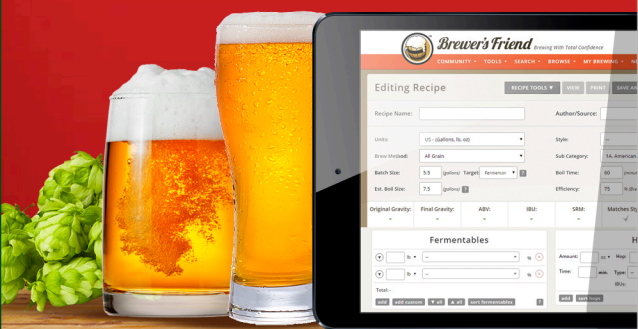 Brewer's Friend Brewing With Total Confidence
COMMUNITY TOOLS SEARCH BROWSE MY BREWING
Editing Recipe RECIPE TOOLS ▼ VIEW PRINT SAVE AN
Recipe Name: Author/Source:
Units: US - (Gallons, lb, oz) Style: --
Brew Method: All Grain Sub Category: 1A. American
Batch Size: 5.5 (gallons) Target Fermentor ? Boil Time: 60
Est. Boil Size: 7.5 (gallons) ? Efficiency: 75
Original Gravity: Final Gravity: ABV: IBU: SRM: Matches Sty
- - - - - √
Fermentables H
lb -- % Amount: oz Hop:
lb -- % Time: min. Type: --
Total: - IBUs:
add add custom ▼ all ▲ all sort fermentables ? add sort hops